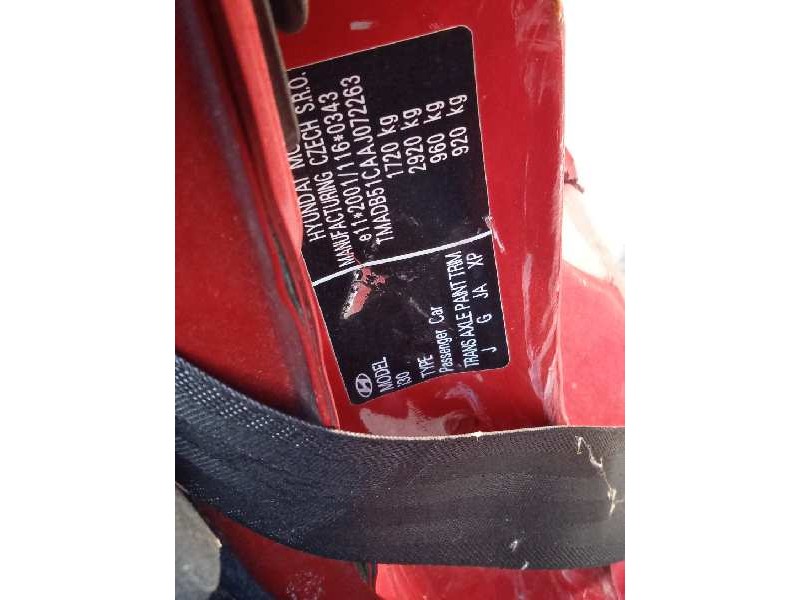 HYUNDAI MO
MANUFACTURING CZECH S.R.O.
e11*2001/116*0343
TMADB51CAAJ072263
1720 kg
2920 kg
960 kg
920 kg
MODEL
i30
TYPE
Passenger Car
TRANS AXLE PAINT TRIM
J G JA XP